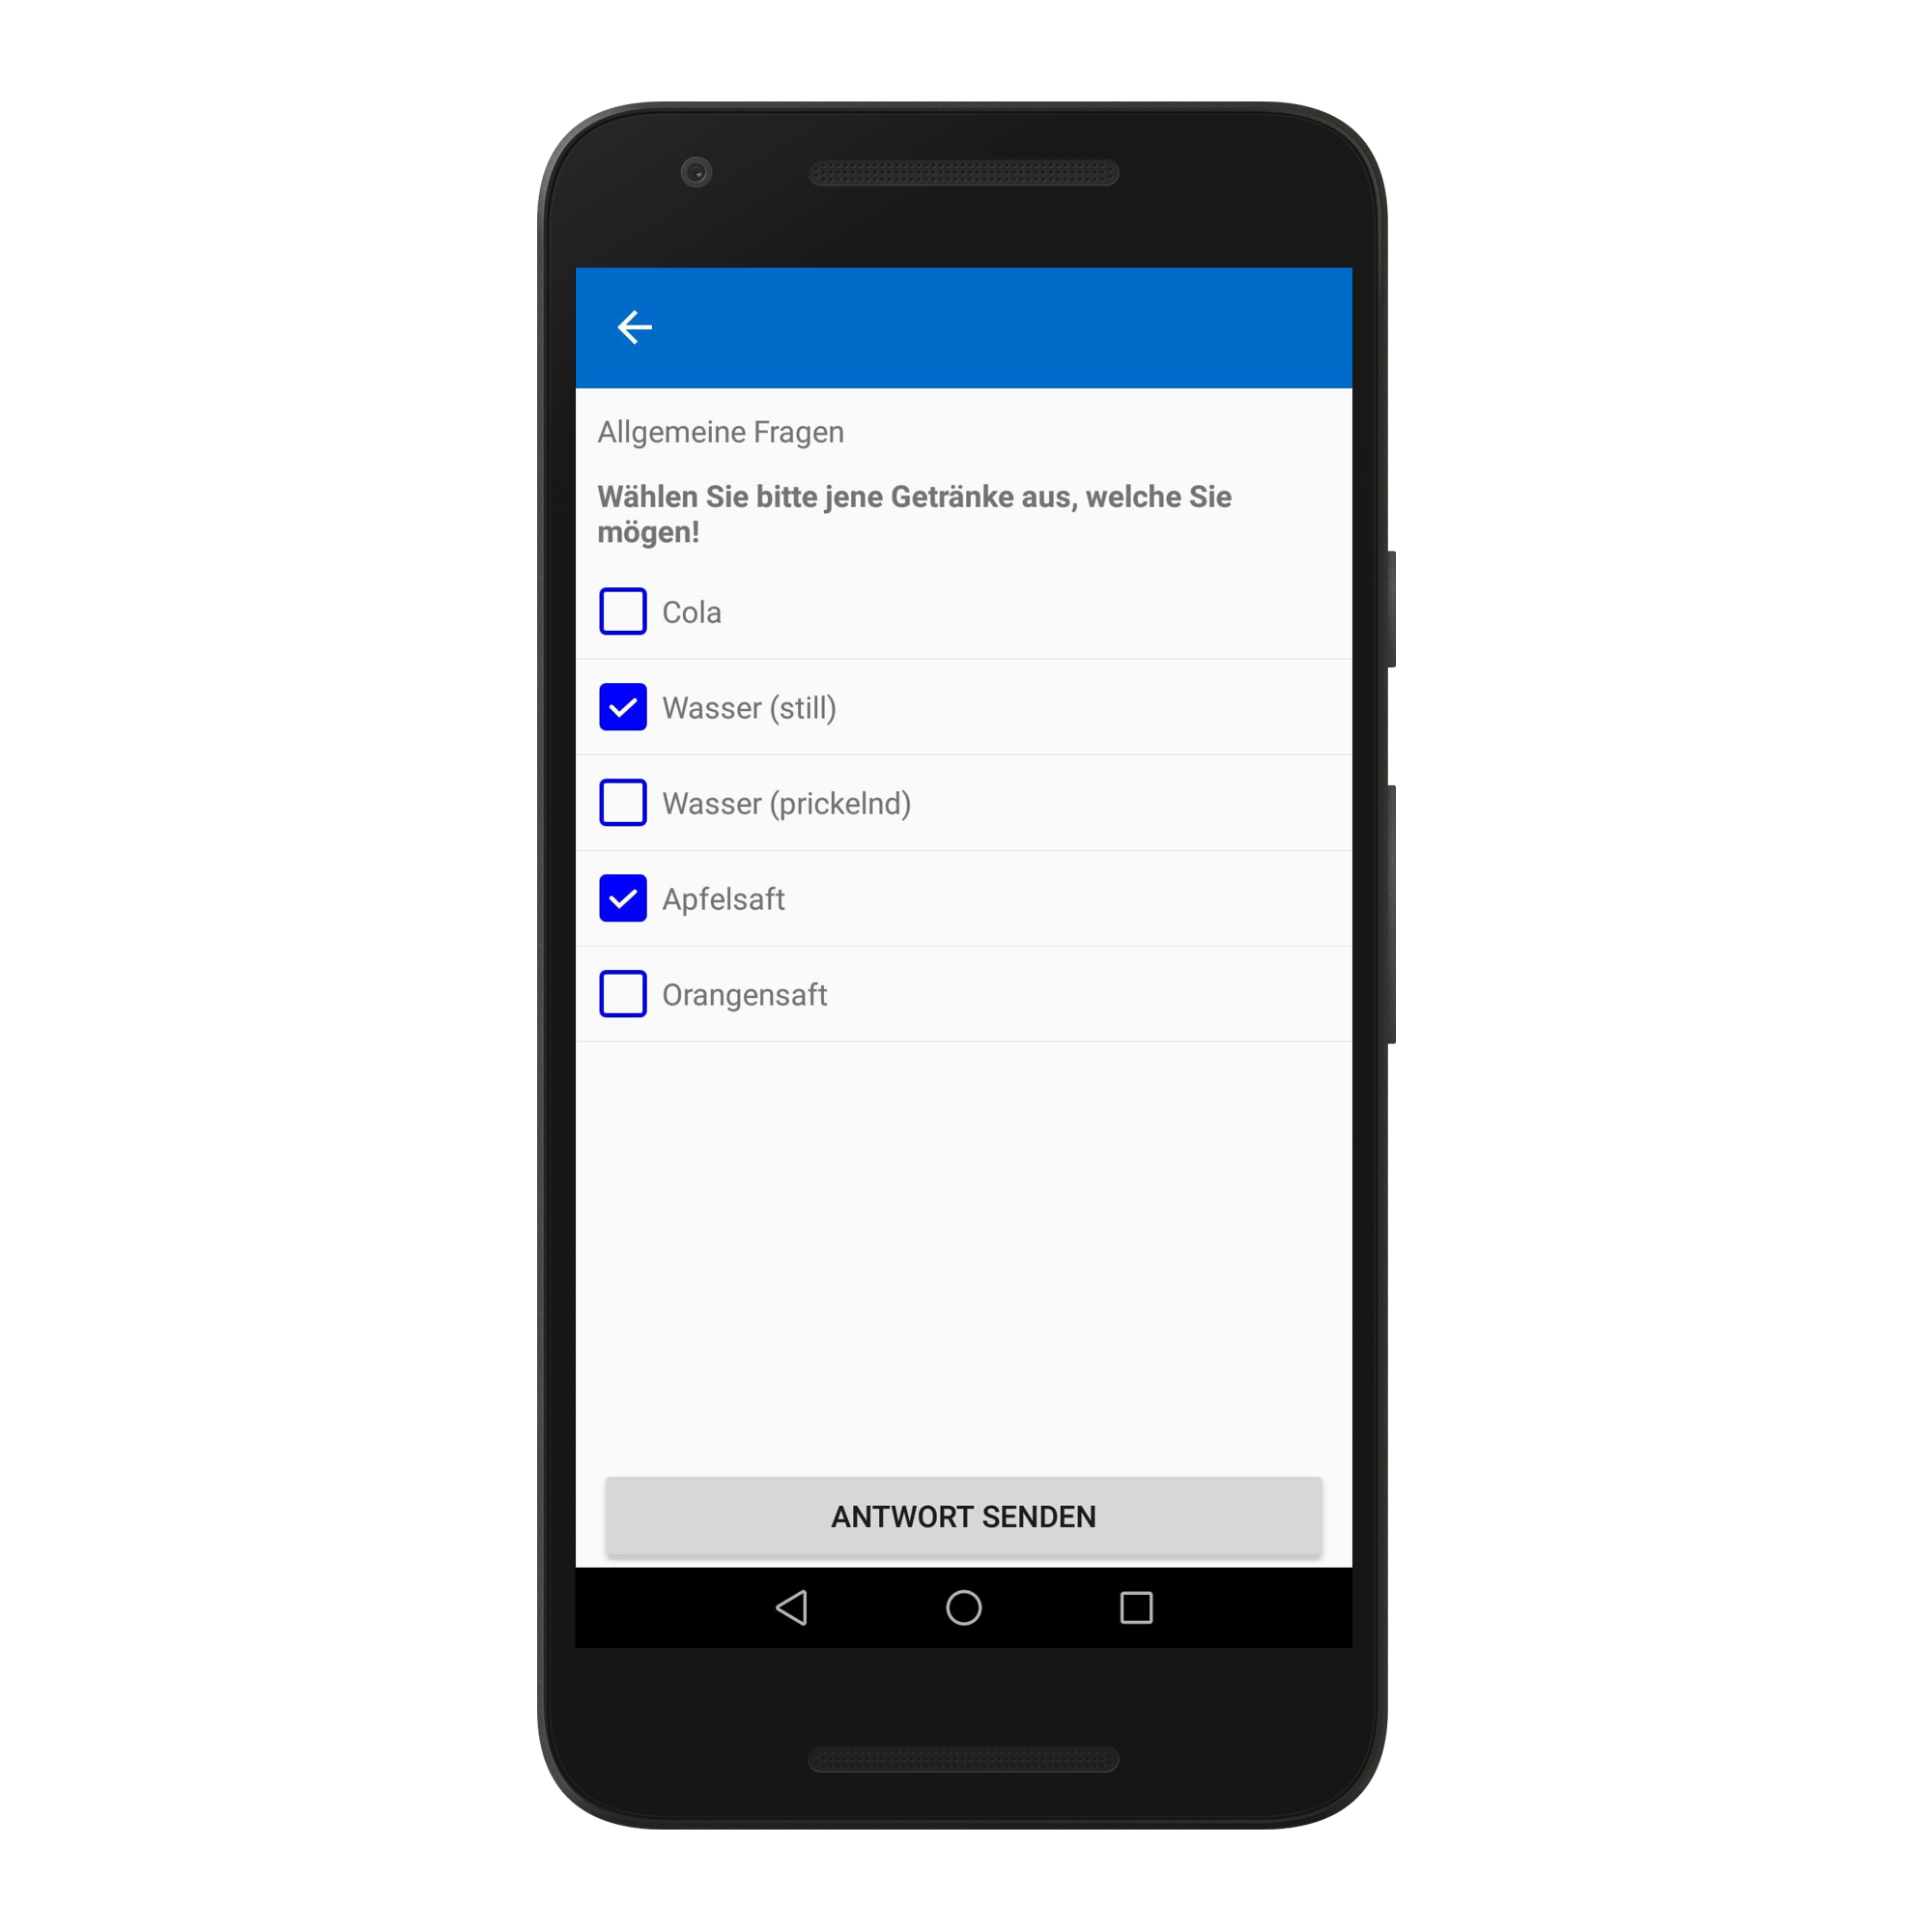 Allgemeine Fragen
Wählen Sie bitte jene Getränke aus, welche Sie
mögen!
Cola
Wasser (still)
Wasser (prickelnd)
Apfelsaft
Orangensaft
ANTWORT SENDEN